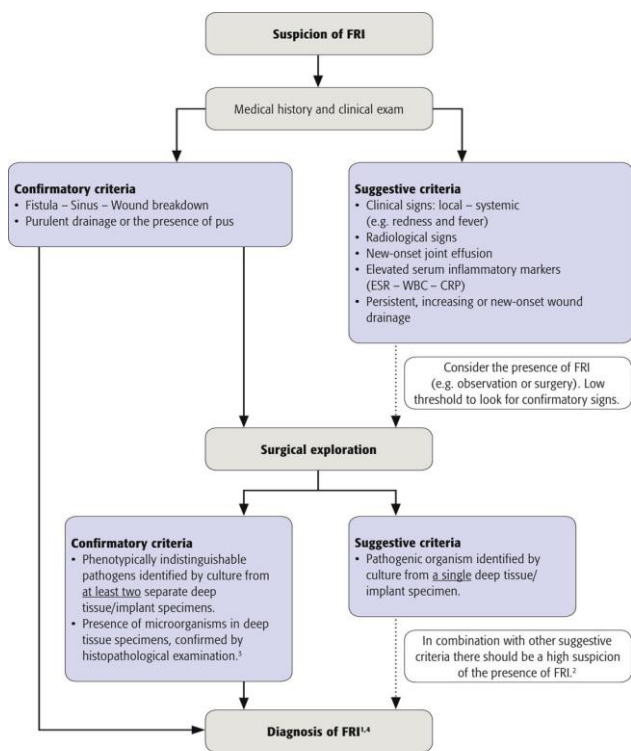 Suspicion of FRI
Medical history and clinical exam
Confirmatory criteria
• Fistula – Sinus – Wound breakdown
• Purulent drainage or the presence of pus
Suggestive criteria
• Clinical signs: local – systemic
(e.g. redness and fever)
• Radiological signs
• New-onset joint effusion
• Elevated serum inflammatory markers
(ESR – WBC – CRP)
• Persistent, increasing or new-onset wound
drainage
Consider the presence of FRI
(e.g. observation or surgery). Low
threshold to look for confirmatory signs.
Surgical exploration
Confirmatory criteria
• Phenotypically indistinguishable
pathogens identified by culture from
at least two separate deep
tissue/implant specimens.
• Presence of microorganisms in deep
tissue specimens, confirmed by
histopathological examination.³
Suggestive criteria
• Pathogenic organism identified by
culture from a single deep tissue/
implant specimen.
In combination with other suggestive
criteria there should be a high suspicion
of the presence of FRI.²
Diagnosis of FRI¹,⁴